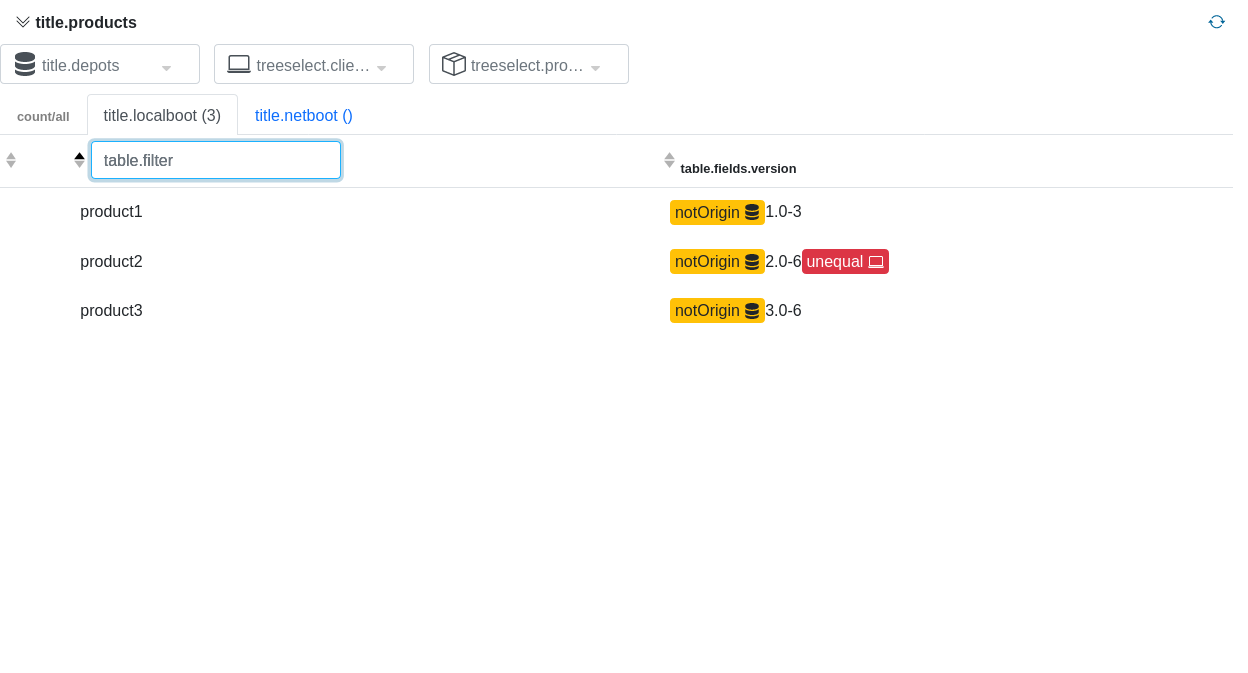 title.products
title.depots treeselect.clie… treeselect.pro…
count/all title.localboot (3) title.netboot ()
table.filter table.fields.version
product1 notOrigin 1.0-3
product2 notOrigin 2.0-6 unequal
product3 notOrigin 3.0-6